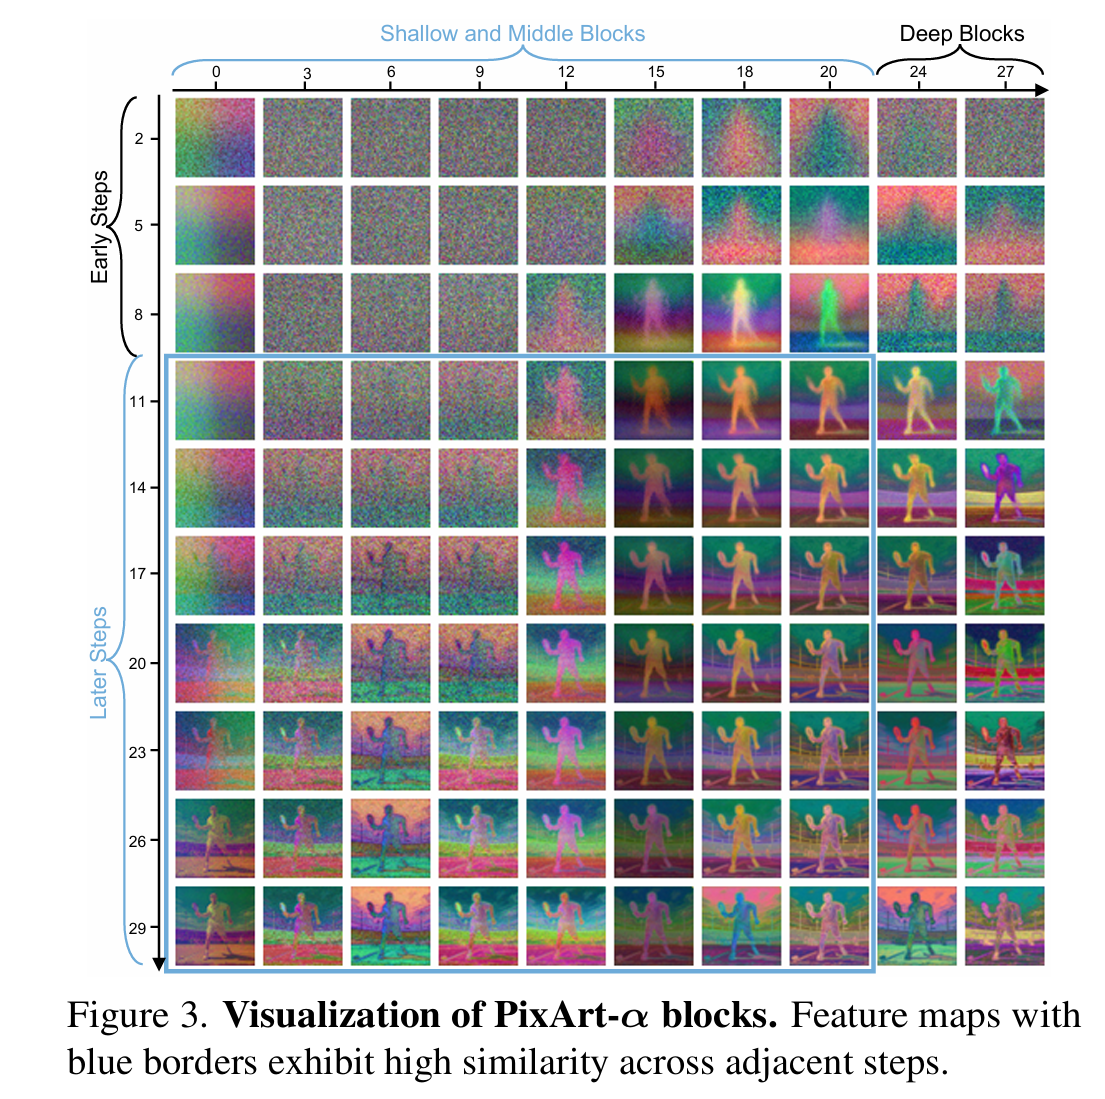 Shallow and Middle Blocks
Deep Blocks
0 3 6 9 12 15 18 20 24 27
Early Steps
2
5
8
Later Steps
11
14
17
20
23
26
29
Figure 3. Visualization of PixArt-α blocks. Feature maps with
blue borders exhibit high similarity across adjacent steps.